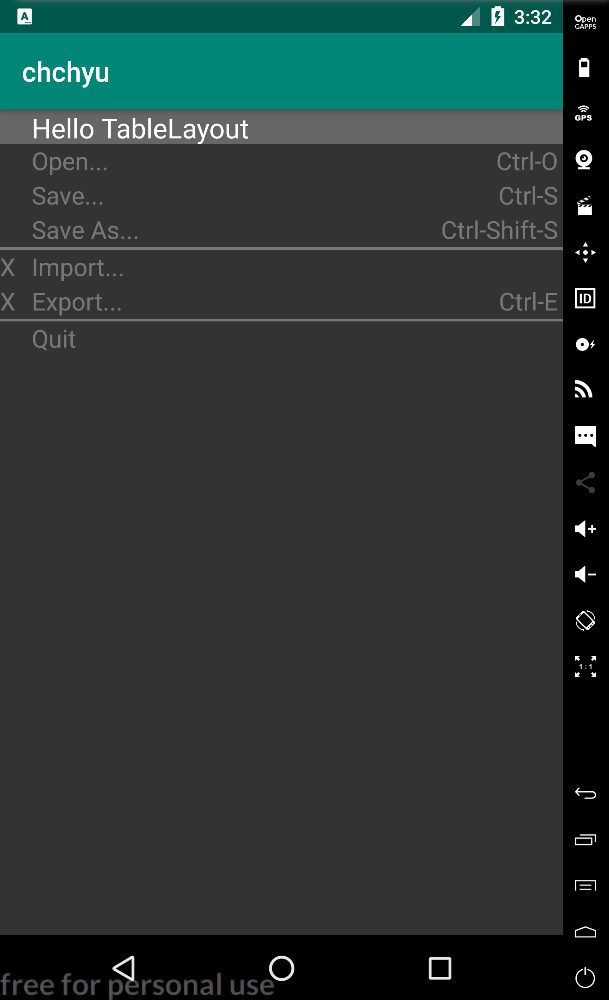 3:32
Open
GAPPS
chchyu
GPS
Hello TableLayout
Open... Ctrl-O
Save... Ctrl-S
Save As... Ctrl-Shift-S
X Import...
X Export... Ctrl-E
ID
Quit
1:1
free for personal use